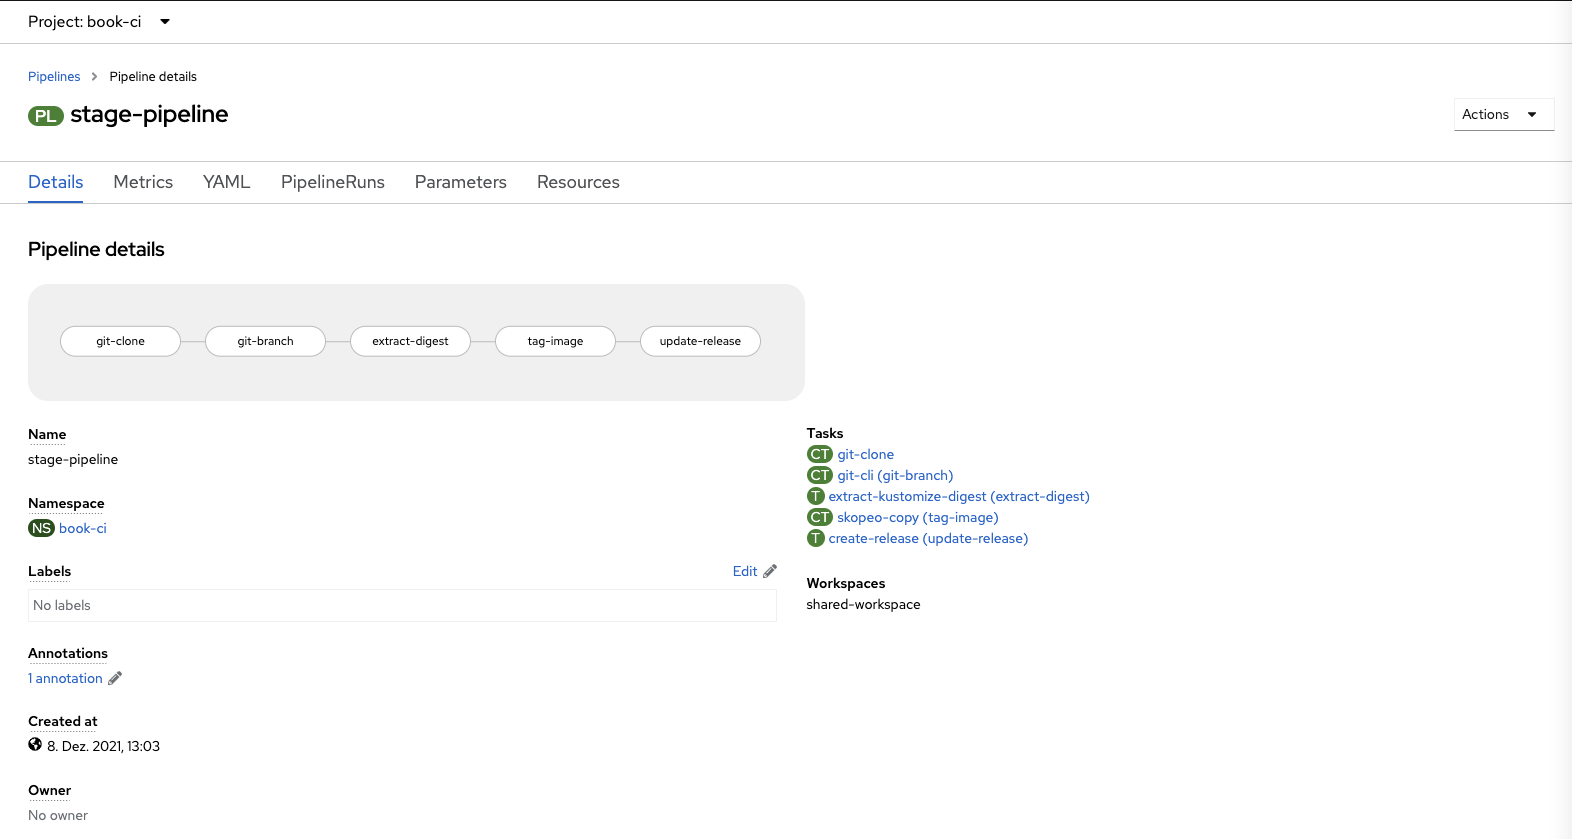 Project: book-ci
Pipelines > Pipeline details
PL stage-pipeline
Actions
Details Metrics YAML PipelineRuns Parameters Resources
Pipeline details
git-clone git-branch extract-digest tag-image update-release
Name
stage-pipeline
Namespace
NS book-ci
Labels
Edit
No labels
Annotations
1 annotation
Created at
8. Dez. 2021, 13:03
Owner
No owner
Tasks
CT git-clone
CT git-cli (git-branch)
T extract-kustomize-digest (extract-digest)
CT skopeo-copy (tag-image)
T create-release (update-release)
Workspaces
shared-workspace